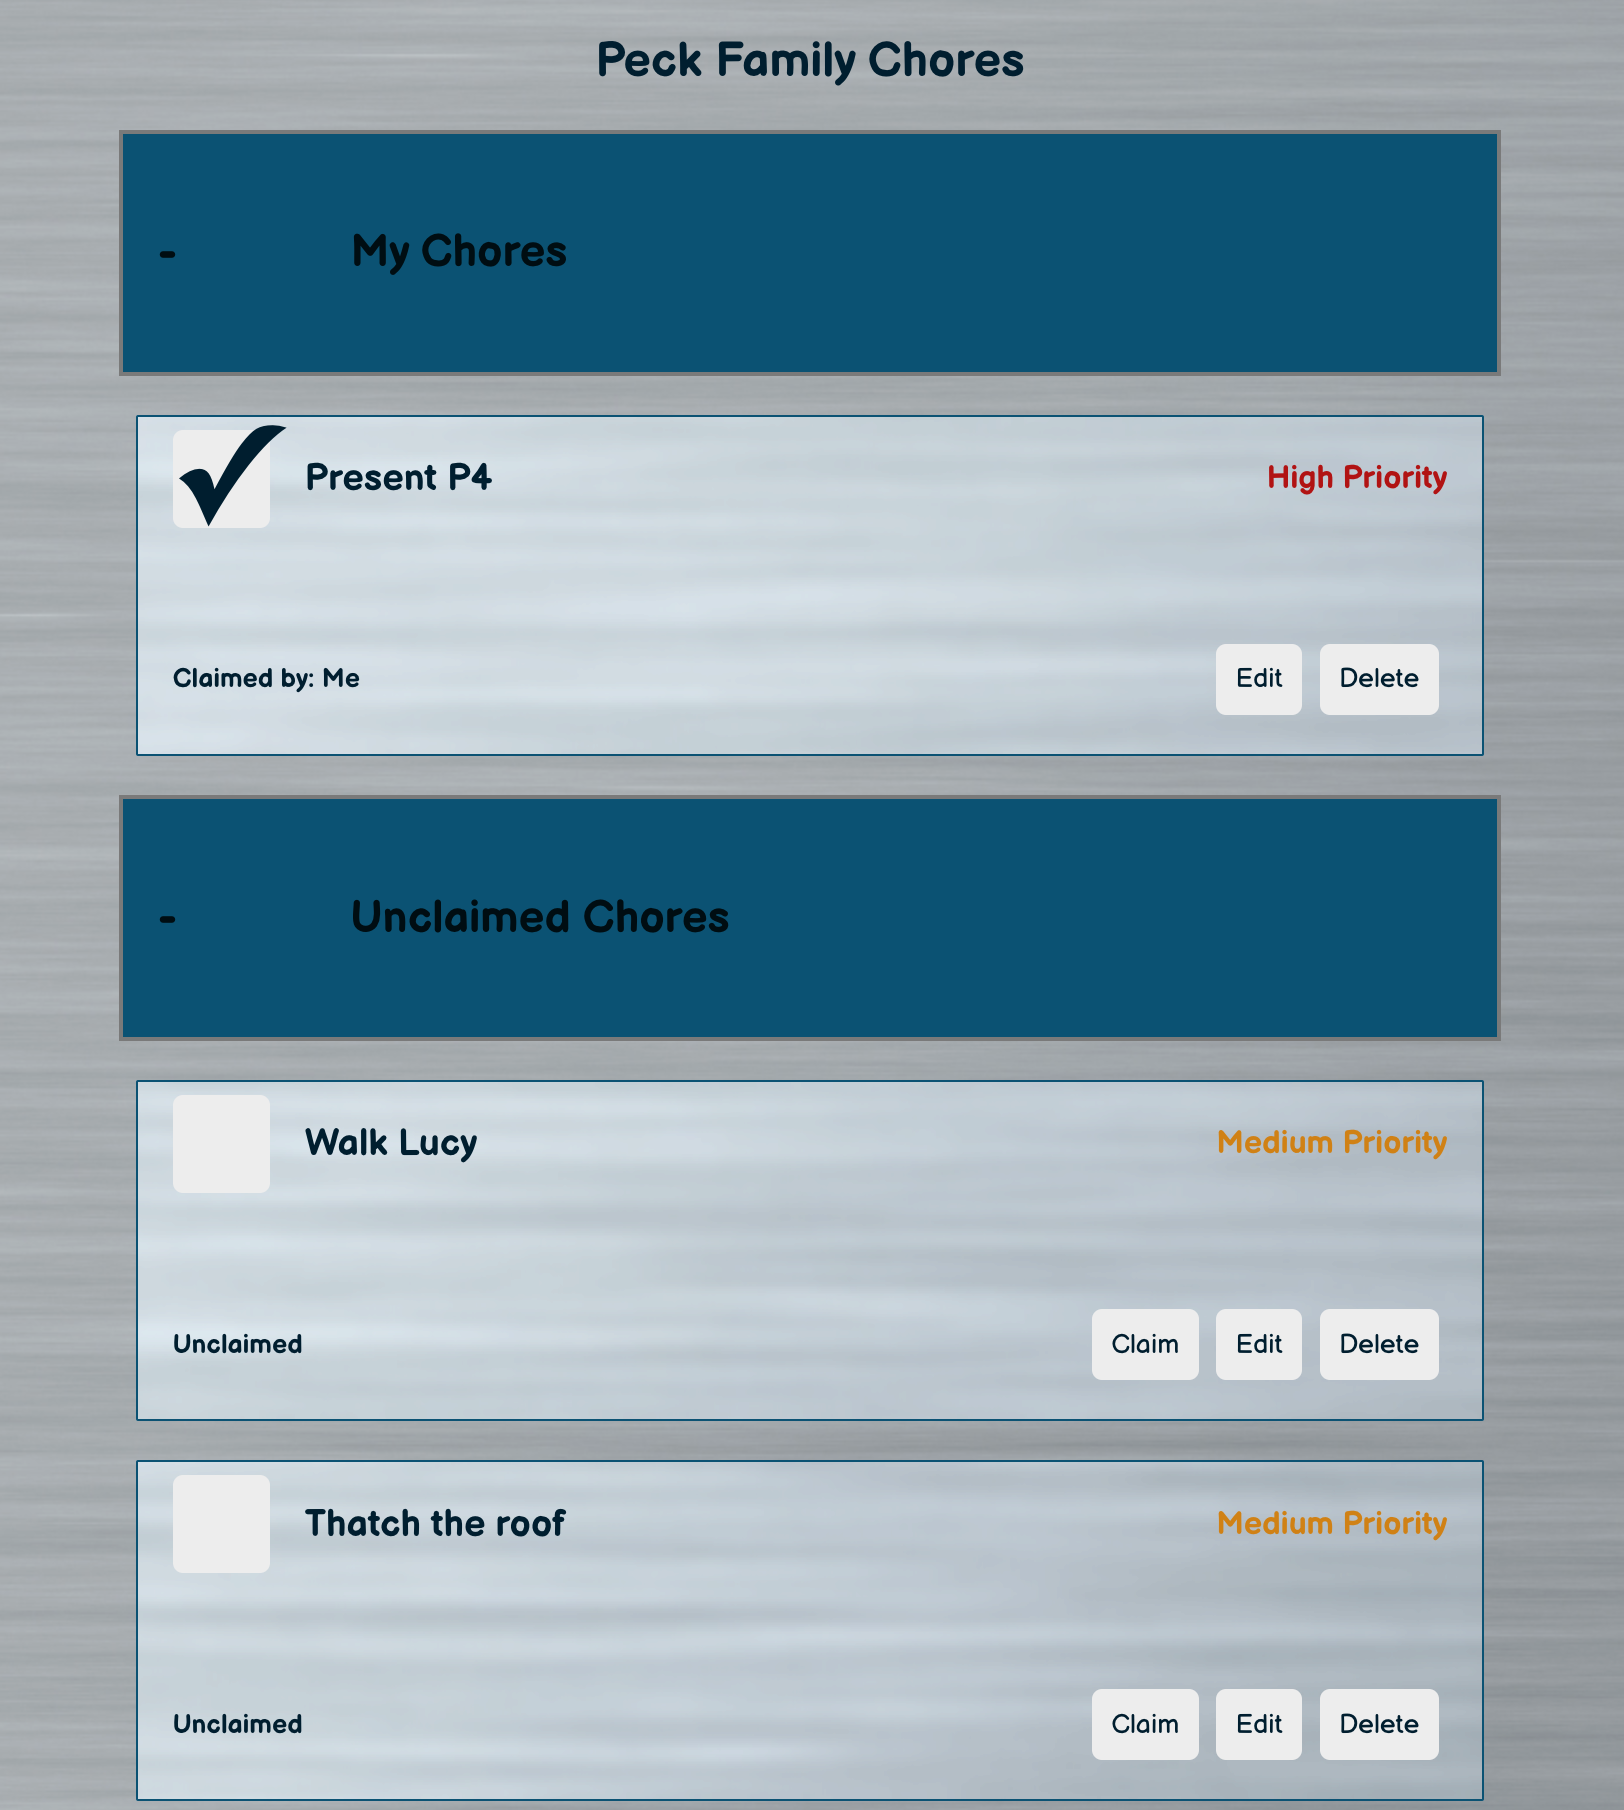 Peck Family Chores
- My Chores
Present P4 High Priority
Claimed by: Me Edit Delete
- Unclaimed Chores
Walk Lucy Medium Priority
Unclaimed Claim Edit Delete
Thatch the roof Medium Priority
Unclaimed Claim Edit Delete